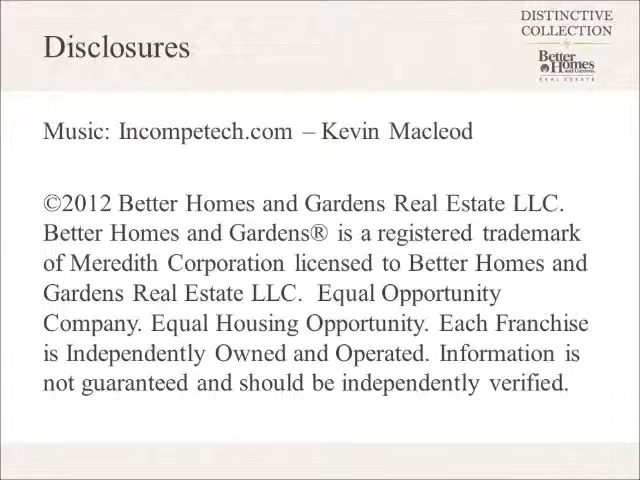 DISTINCTIVE
COLLECTION
by
Disclosures
Better
Homes
and Gardens
REAL ESTATE
Music: Incompetech.com – Kevin Macleod
©2012 Better Homes and Gardens Real Estate LLC.
Better Homes and Gardens® is a registered trademark
of Meredith Corporation licensed to Better Homes and
Gardens Real Estate LLC.  Equal Opportunity
Company. Equal Housing Opportunity. Each Franchise
is Independently Owned and Operated. Information is
not guaranteed and should be independently verified.